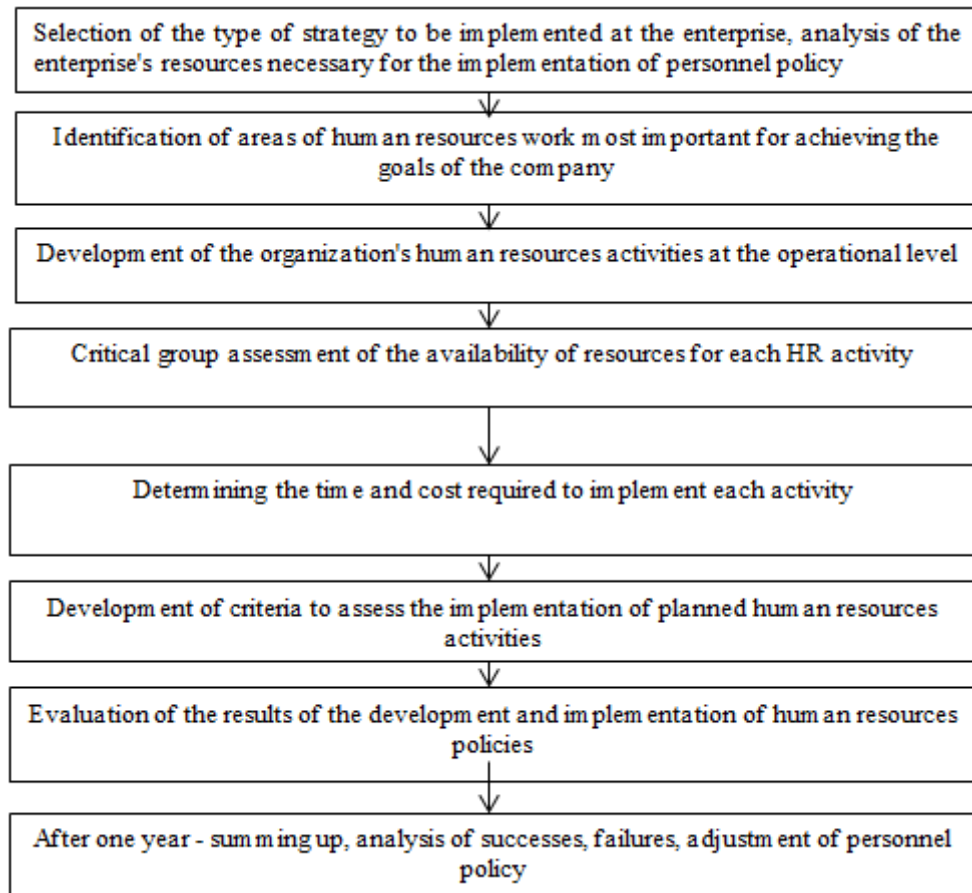 Selection of the type of strategy to be implemented at the enterprise, analysis of the
enterprise's resources necessary for the implementation of personnel policy
Identification of areas of human resources work most important for achieving the
goals of the company
Development of the organization's human resources activities at the operational level
Critical group assessment of the availability of resources for each HR activity
Determining the time and cost required to implement each activity
Development of criteria to assess the implementation of planned human resources
activities
Evaluation of the results of the development and implementation of human resources
policies
After one year - summing up, analysis of successes, failures, adjustment of personnel
policy